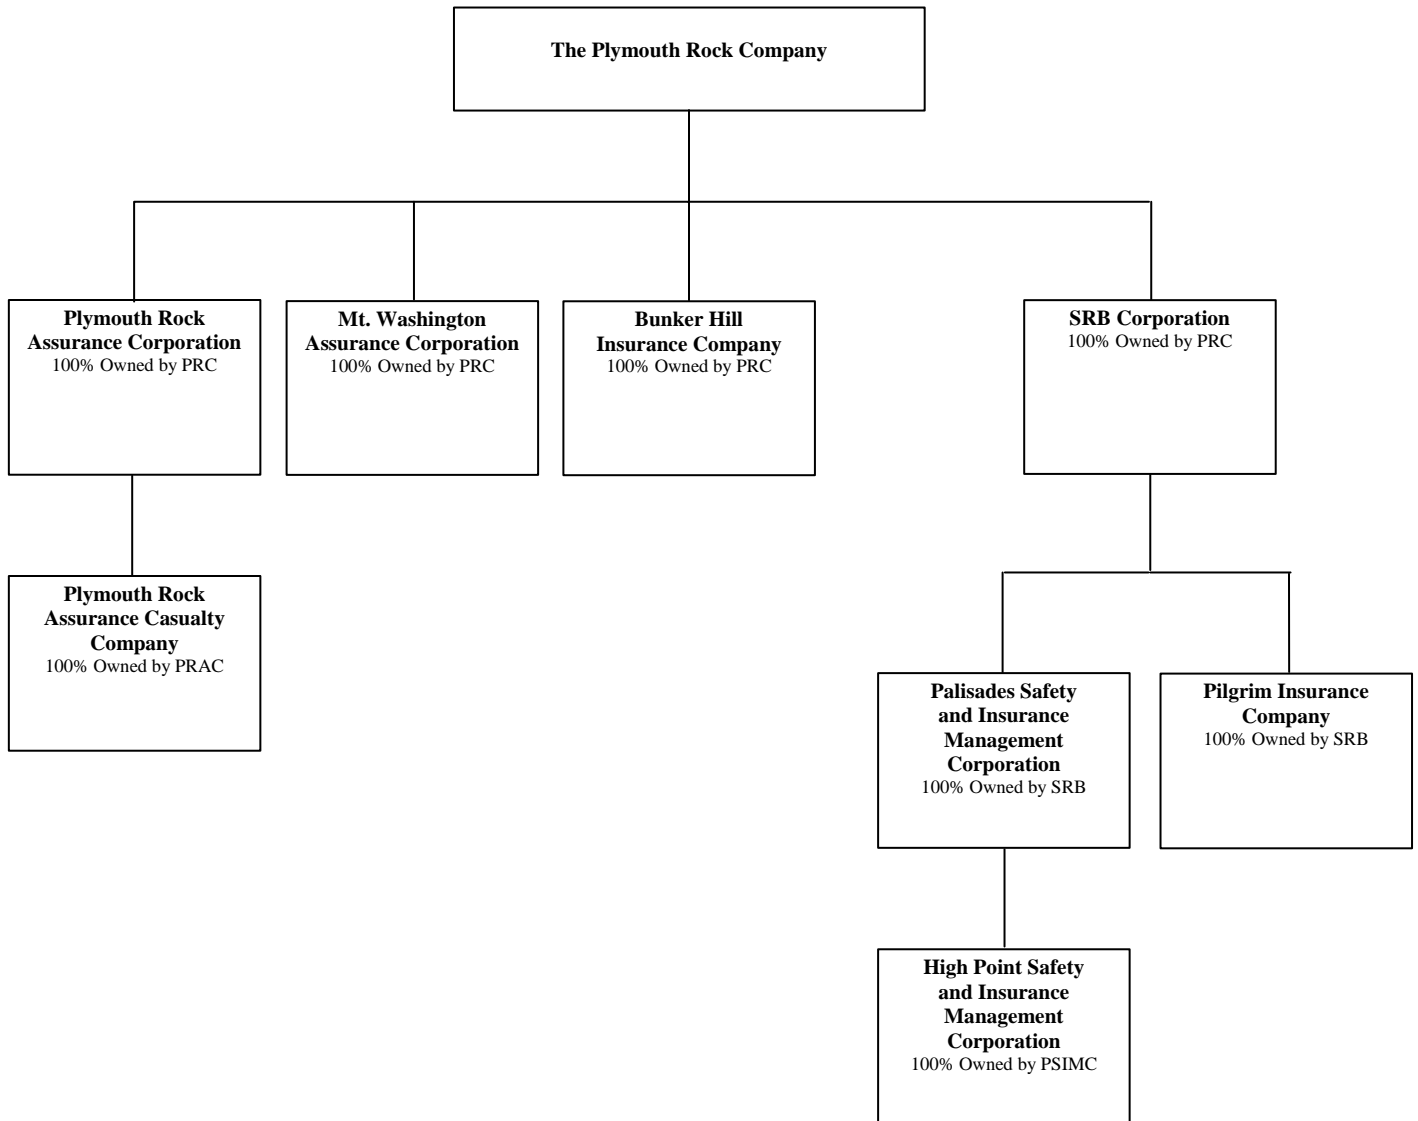 The Plymouth Rock Company
Plymouth Rock
Assurance Corporation
100% Owned by PRC
Mt. Washington
Assurance Corporation
100% Owned by PRC
Bunker Hill
Insurance Company
100% Owned by PRC
SRB Corporation
100% Owned by PRC
Plymouth Rock
Assurance Casualty
Company
100% Owned by PRAC
Palisades Safety
and Insurance
Management
Corporation
100% Owned by SRB
Pilgrim Insurance
Company
100% Owned by SRB
High Point Safety
and Insurance
Management
Corporation
100% Owned by PSIMC